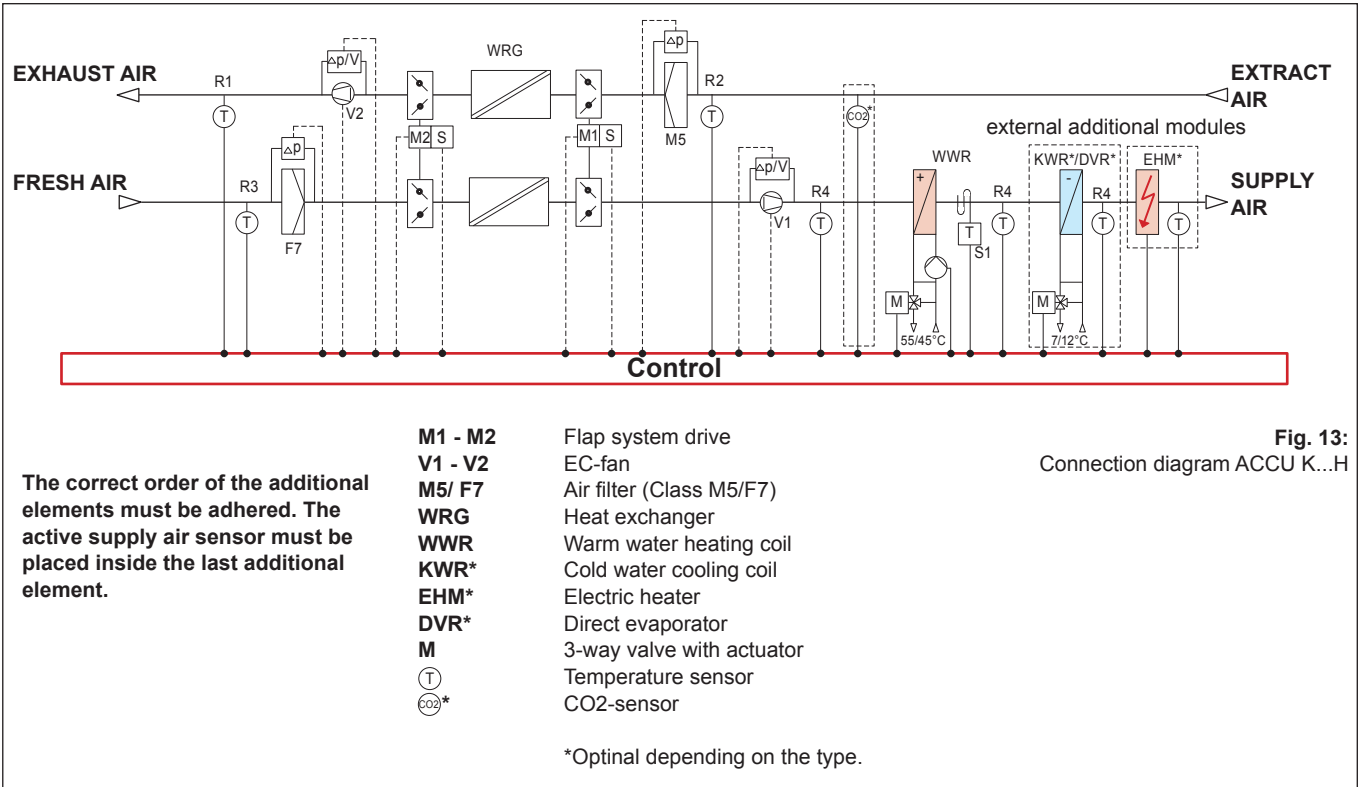 WRG
EXHAUST AIR
R1
Δp/V
V2
Δp
R2
EXTRACT
AIR
T
M2 S
M1 S
M5
T
CO2*
external additional modules
Δp
Δp/V
WWR
KWR*/DVR*
EHM*
FRESH AIR
R3
R4
+
R4
-
R4
SUPPLY
AIR
T
F7
V1
T
T
S1
T
T
T
M
M
55/45°C
7/12°C
Control
The correct order of the additional
elements must be adhered. The
active supply air sensor must be
placed inside the last additional
element.
M1 - M2 Flap system drive
V1 - V2 EC-fan
M5/ F7 Air filter (Class M5/F7)
WRG Heat exchanger
WWR Warm water heating coil
KWR* Cold water cooling coil
EHM* Electric heater
DVR* Direct evaporator
M 3-way valve with actuator
T Temperature sensor
CO2* CO2-sensor
*Optinal depending on the type.
Fig. 13:
Connection diagram ACCU K...H